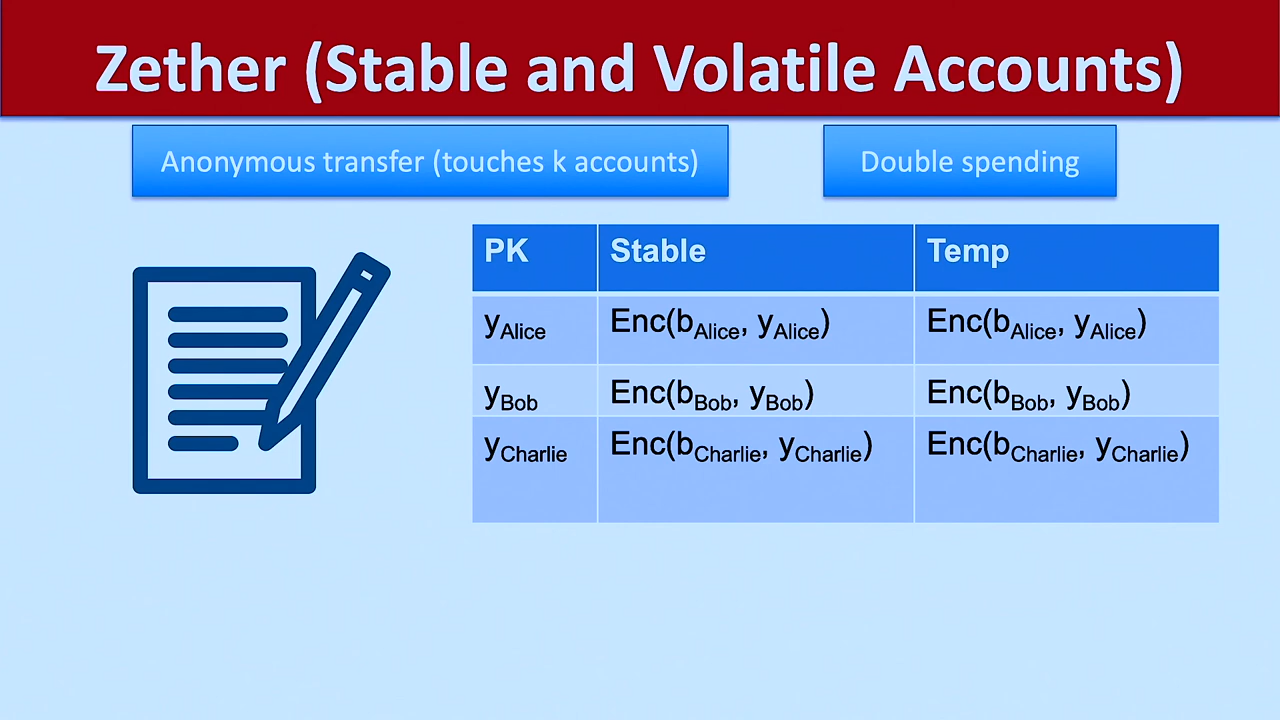 Zether (Stable and Volatile Accounts)
Anonymous transfer (touches k accounts)
Double spending
PK Stable Temp
yAlice Enc(bAlice, yAlice) Enc(bAlice, yAlice)
yBob Enc(bBob, yBob) Enc(bBob, yBob)
yCharlie Enc(bCharlie, yCharlie) Enc(bCharlie, yCharlie)